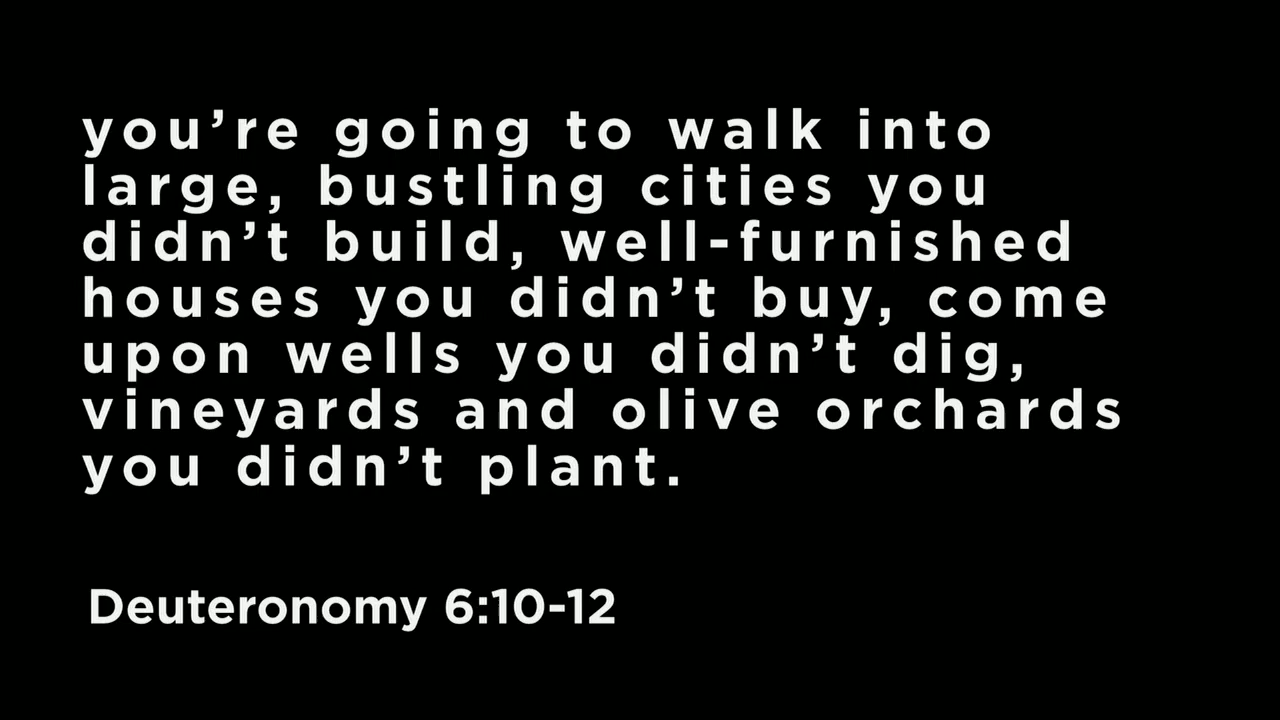 you’re going to walk into
large, bustling cities you
didn’t build, well-furnished
houses you didn’t buy, come
upon wells you didn’t dig,
vineyards and olive orchards
you didn’t plant.
Deuteronomy 6:10-12